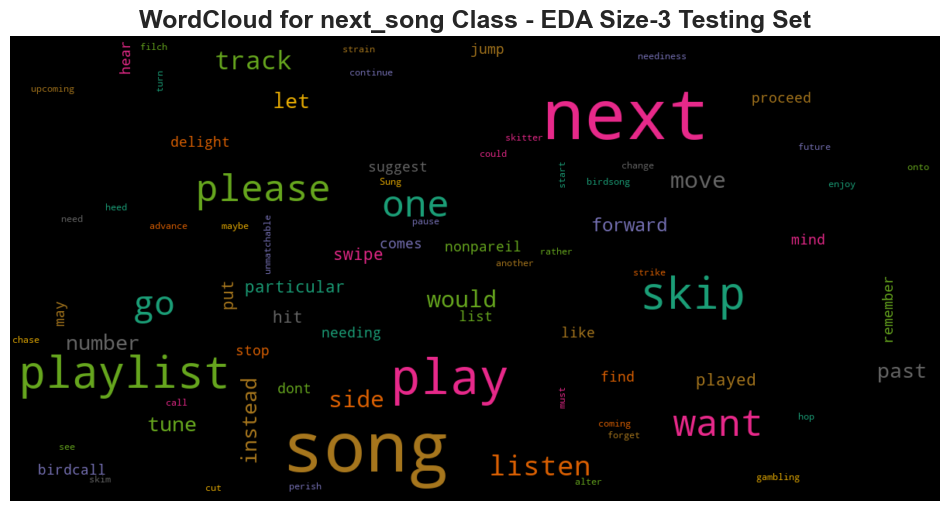 WordCloud for next_song Class - EDA Size-3 Testing Set
hear
filch
strain
jump
neediness
track
turn
continue
upcoming
let
next
proceed
delight
skitter
could
future
suggest
start
change
onto
please
Sung
birdsong
move
enjoy
one
need
heed
pause
advance
maybe
unmatchable
comes
nonpareil
rather
forward
mind
swipe
another
strike
go
put
particular
would
skip
remember
may
hit
list
chase
number
needing
like
stop
playlist
play
find
played
past
call
instead
dont
side
must
want
hop
tune
song
coming
forget
see
birdcall
skim
listen
cut
perish
alter
gambling